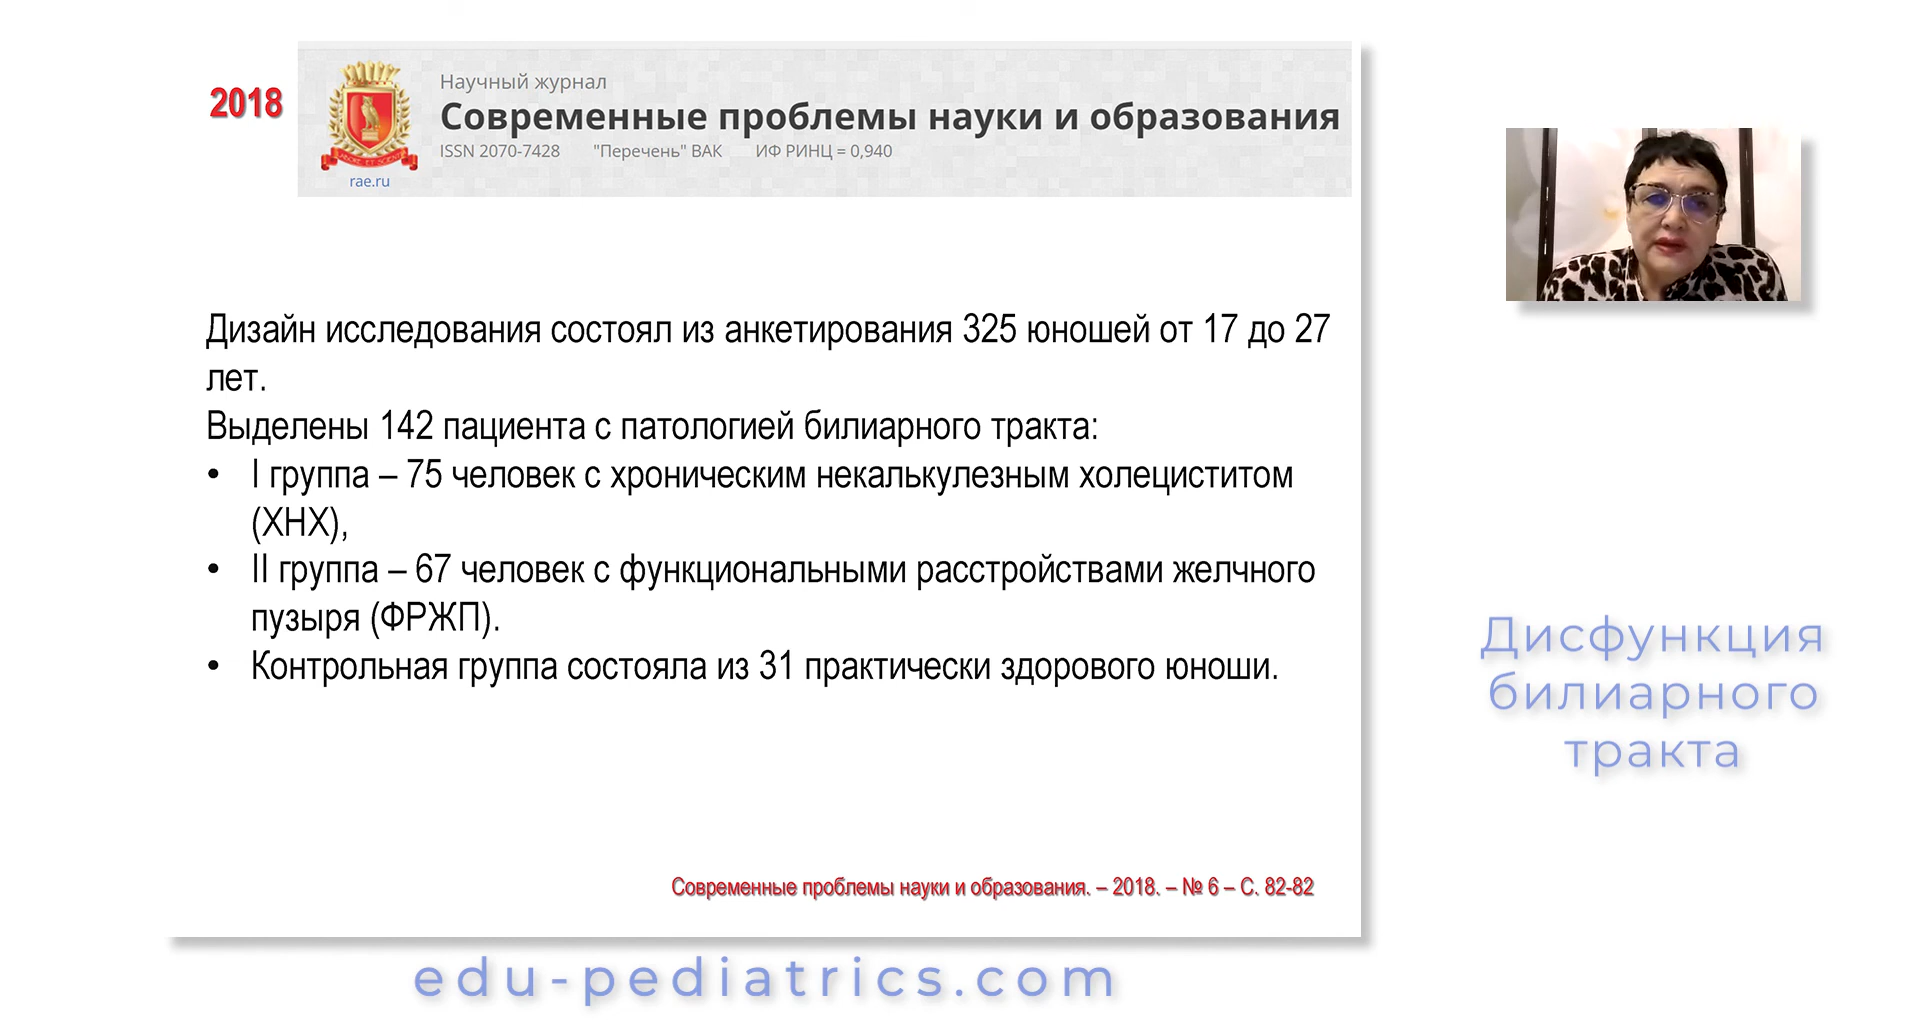 2018
Научный журнал
Современные проблемы науки и образования
ISSN 2070-7428 "Перечень" ВАК ИФ РИНЦ = 0,940
LABORE ET SCIENTIA
rae.ru
Дизайн исследования состоял из анкетирования 325 юношей от 17 до 27
лет.
Выделены 142 пациента с патологией билиарного тракта:
• I группа – 75 человек с хроническим некалькулезным холециститом
(ХНХ),
• II группа – 67 человек с функциональными расстройствами желчного
пузыря (ФРЖП).
• Контрольная группа состояла из 31 практически здорового юноши.
Современные проблемы науки и образования. – 2018. – № 6 – С. 82-82
Дисфункция
билиарного
тракта
edu-pediatrics.com